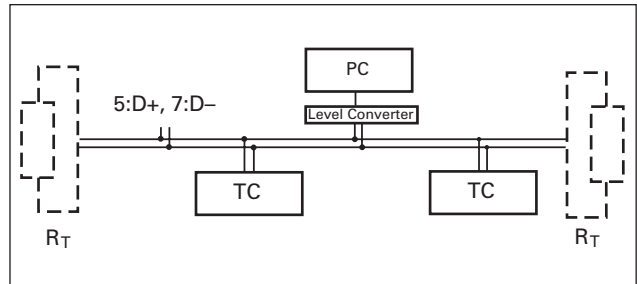 PC
5:D+, 7:D–
Level Converter
TC
TC
RT
RT